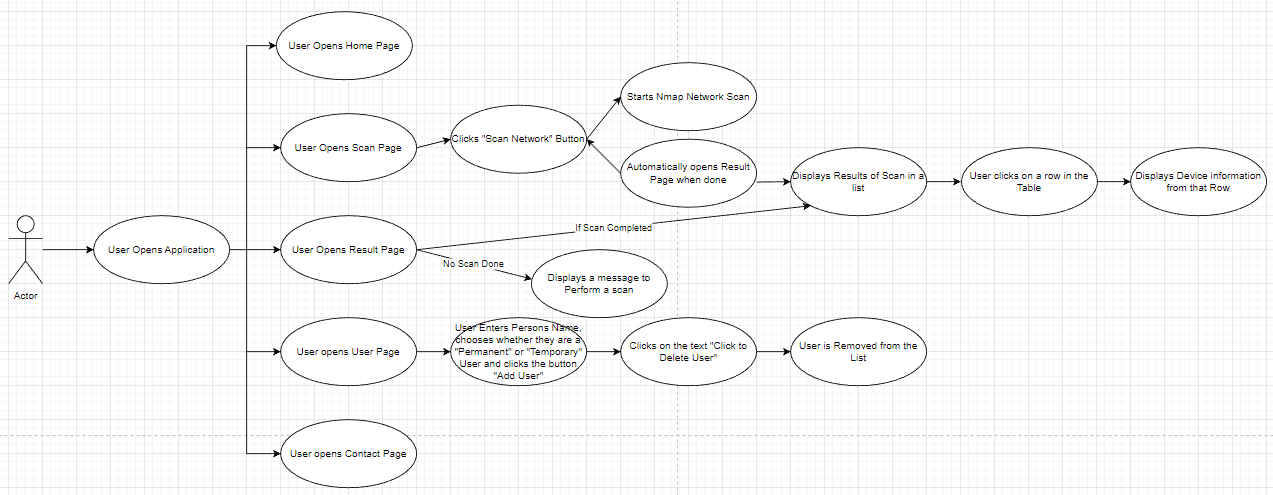 User Opens Home Page
Starts Nmap Network Scan
Clicks "Scan Network" Button
User Opens Scan Page
Automatically opens Result
Page when done
Displays Results of Scan in a
list
User clicks on a row in the
Table
Displays Device information
from that Row
If Scan Completed
User Opens Application
User Opens Result Page
No Scan Done
Displays a message to
Perform a scan
Actor
User opens User Page
User Enters Persons Name,
chooses whether they are a
"Permanent" or "Temporary"
User and clicks the button
"Add User"
Clicks on the text "Click to
Delete User"
User is Removed from the
List
User opens Contact Page